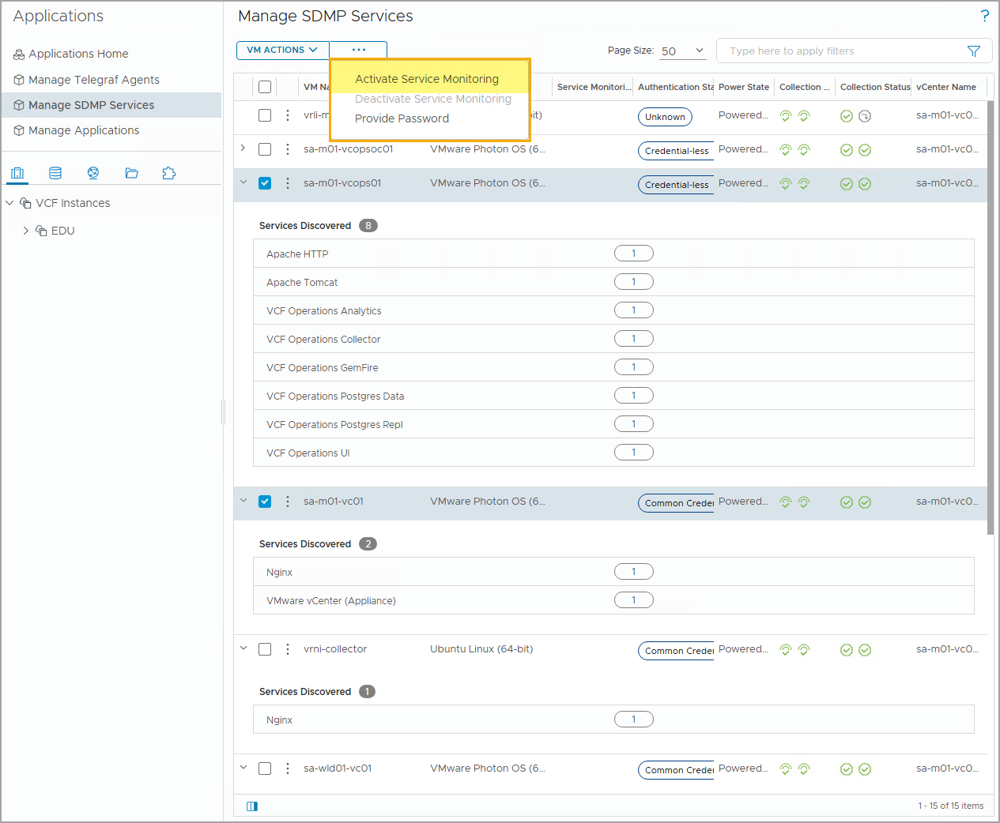 Applications
Applications Home
Manage Telegraf Agents
Manage SDMP Services
Manage Applications
VCF Instances
EDU
Manage SDMP Services
?
VM ACTIONS
...
Page Size: 50
Type here to apply filters
Activate Service Monitoring
Deactivate Service Monitoring
Provide Password
VM Na Service Monitori... Authentication Sta Power State Collection ... Collection Status vCenter Name
vrli-m it) Unknown Powered... sa-m01-vc0...
sa-m01-vcopsoc01 VMware Photon OS (6... Credential-less Powered... sa-m01-vc0...
sa-m01-vcops01 VMware Photon OS (6... Credential-less Powered... sa-m01-vc0...
Services Discovered 8
Apache HTTP 1
Apache Tomcat 1
VCF Operations Analytics 1
VCF Operations Collector 1
VCF Operations GemFire 1
VCF Operations Postgres Data 1
VCF Operations Postgres Repl 1
VCF Operations UI 1
sa-m01-vc01 VMware Photon OS (6... Common Creder Powered... sa-m01-vc0...
Services Discovered 2
Nginx 1
VMware vCenter (Appliance) 1
vrni-collector Ubuntu Linux (64-bit) Common Creder Powered... sa-m01-vc0...
Services Discovered 1
Nginx 1
sa-wld01-vc01 VMware Photon OS (6... Common Creder Powered... sa-m01-vc0...
1 - 15 of 15 items